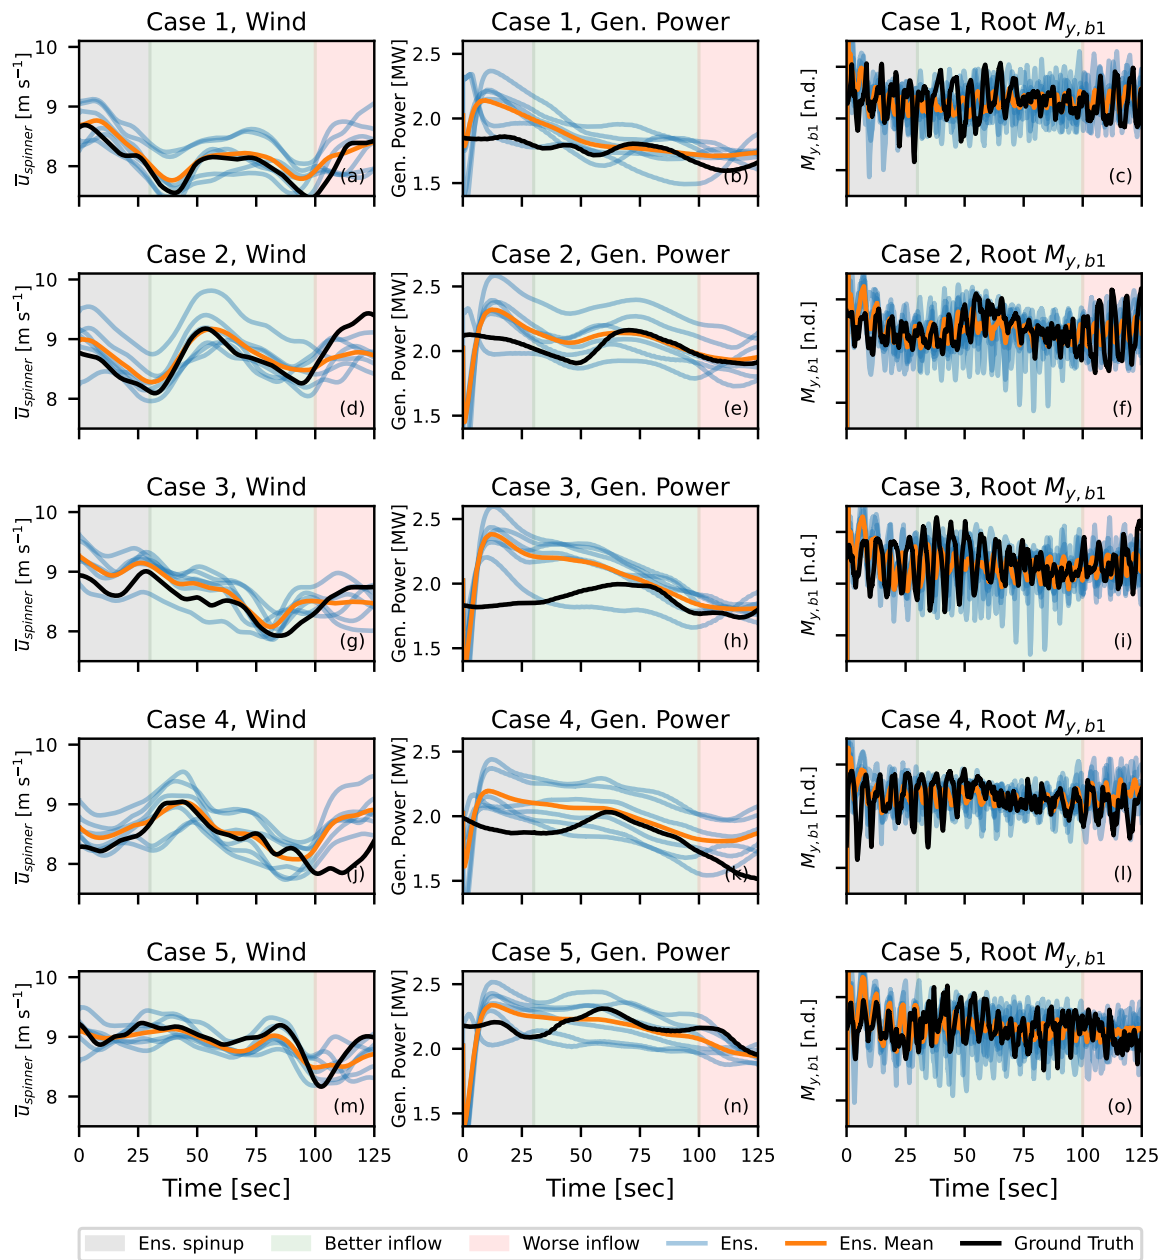 Case 1, Wind
Case 1, Gen. Power
Case 1, Root M_{y,b1}
10
9
8
u̅_{spinner} [m s⁻¹]
(a)
2.5
2.0
1.5
Gen. Power [MW]
(b)
M_{y,b1} [n.d.]
(c)
Case 2, Wind
Case 2, Gen. Power
Case 2, Root M_{y,b1}
10
9
8
u̅_{spinner} [m s⁻¹]
(d)
2.5
2.0
1.5
Gen. Power [MW]
(e)
M_{y,b1} [n.d.]
(f)
Case 3, Wind
Case 3, Gen. Power
Case 3, Root M_{y,b1}
10
9
8
u̅_{spinner} [m s⁻¹]
(g)
2.5
2.0
1.5
Gen. Power [MW]
(h)
M_{y,b1} [n.d.]
(i)
Case 4, Wind
Case 4, Gen. Power
Case 4, Root M_{y,b1}
10
9
8
u̅_{spinner} [m s⁻¹]
(j)
2.5
2.0
1.5
Gen. Power [MW]
(k)
M_{y,b1} [n.d.]
(l)
Case 5, Wind
Case 5, Gen. Power
Case 5, Root M_{y,b1}
10
9
8
u̅_{spinner} [m s⁻¹]
(m)
2.5
2.0
1.5
Gen. Power [MW]
(n)
M_{y,b1} [n.d.]
(o)
0 25 50 75 100 125
0 25 50 75 100 125
0 25 50 75 100 125
Time [sec]
Time [sec]
Time [sec]
Ens. spinup
Better inflow
Worse inflow
Ens.
Ens. Mean
Ground Truth